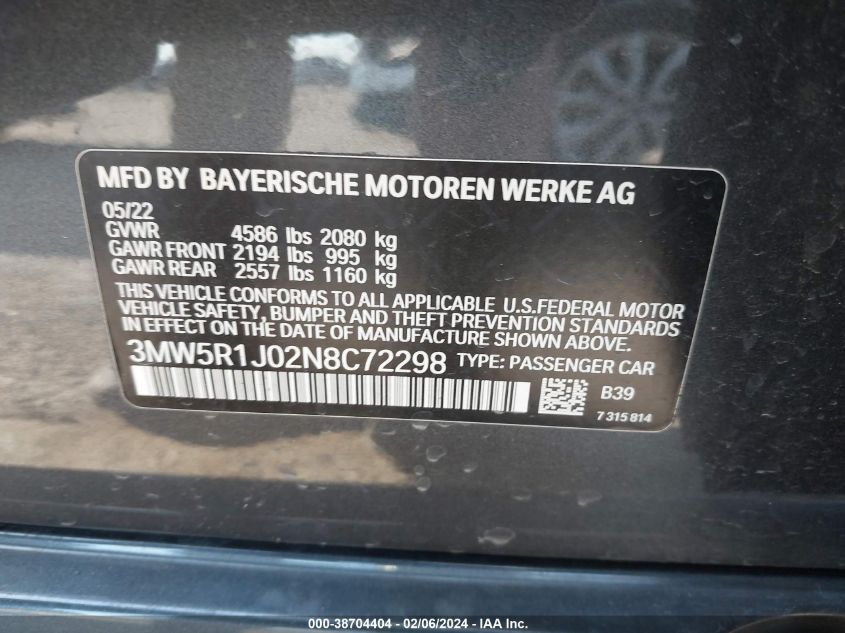 MFD BY BAYERISCHE MOTOREN WERKE AG
05/22
GVWR 4586 lbs 2080 kg
GAWR FRONT 2194 lbs 995 kg
GAWR REAR 2557 lbs 1160 kg
THIS VEHICLE CONFORMS TO ALL APPLICABLE U.S.FEDERAL MOTOR
VEHICLE SAFETY, BUMPER AND THEFT PREVENTION STANDARDS
IN EFFECT ON THE DATE OF MANUFACTURE SHOWN ABOVE.
3MW5R1J02N8C72298 TYPE: PASSENGER CAR
B39
7 315 814
000-38704404 - 02/06/2024 - IAA Inc.